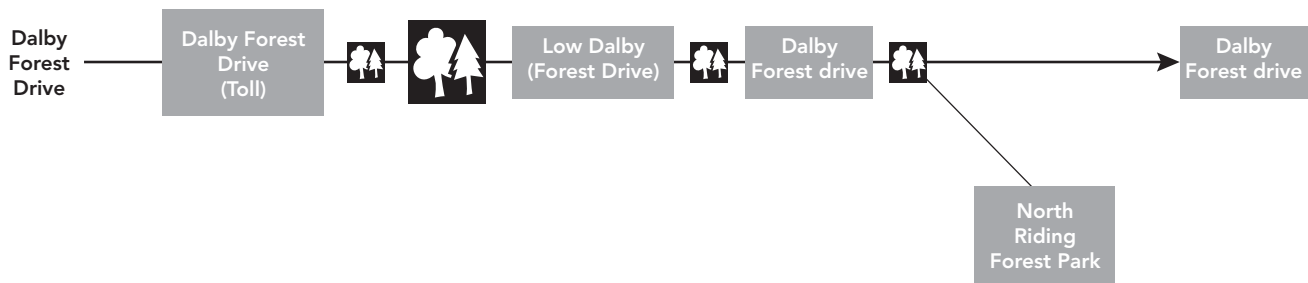 Dalby
Forest
Drive
Dalby Forest
Drive
(Toll)
Low Dalby
(Forest Drive)
Dalby
Forest drive
Dalby
Forest drive
North
Riding
Forest Park